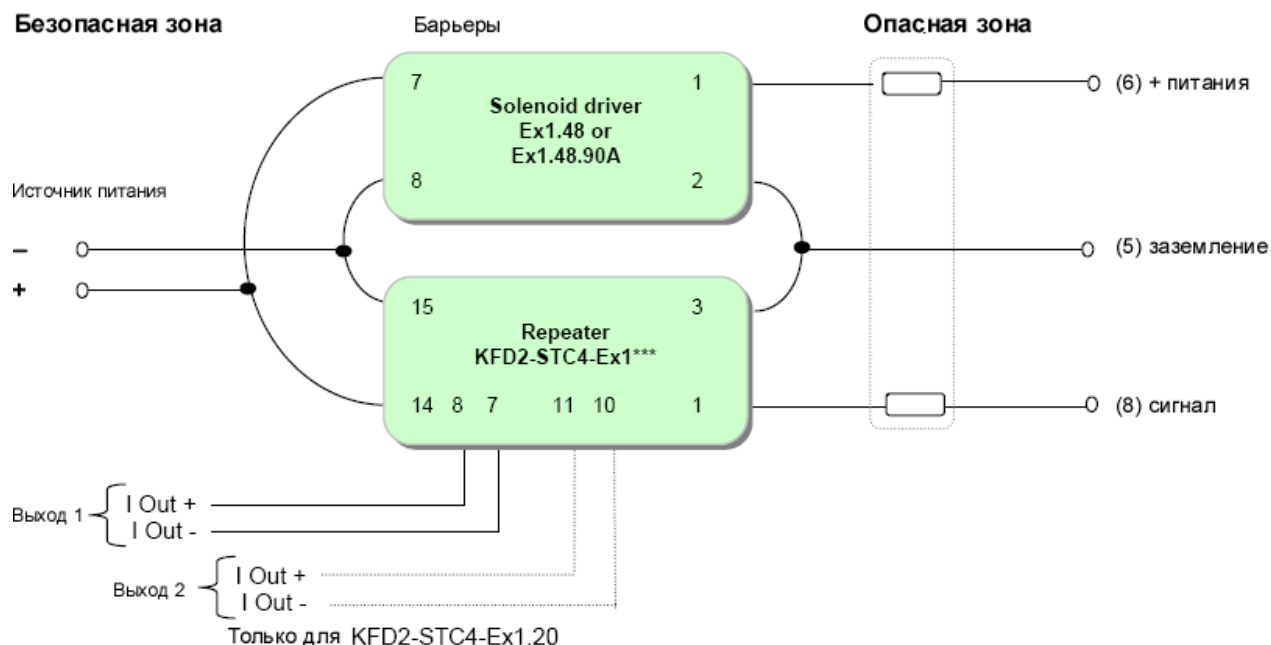 Безопасная зона
Барьеры
Опасная зона
7
1
Solenoid driver
Ex1.48 or
Ex1.48.90A
8
2
(6) + питания
Источник питания
–
+
(5) заземление
15
3
Repeater
KFD2-STC4-Ex1***
14 8 7 11 10 1
(8) сигнал
Выход 1
I Out +
I Out -
Выход 2
I Out +
I Out -
Только для KFD2-STC4-Ex1.20